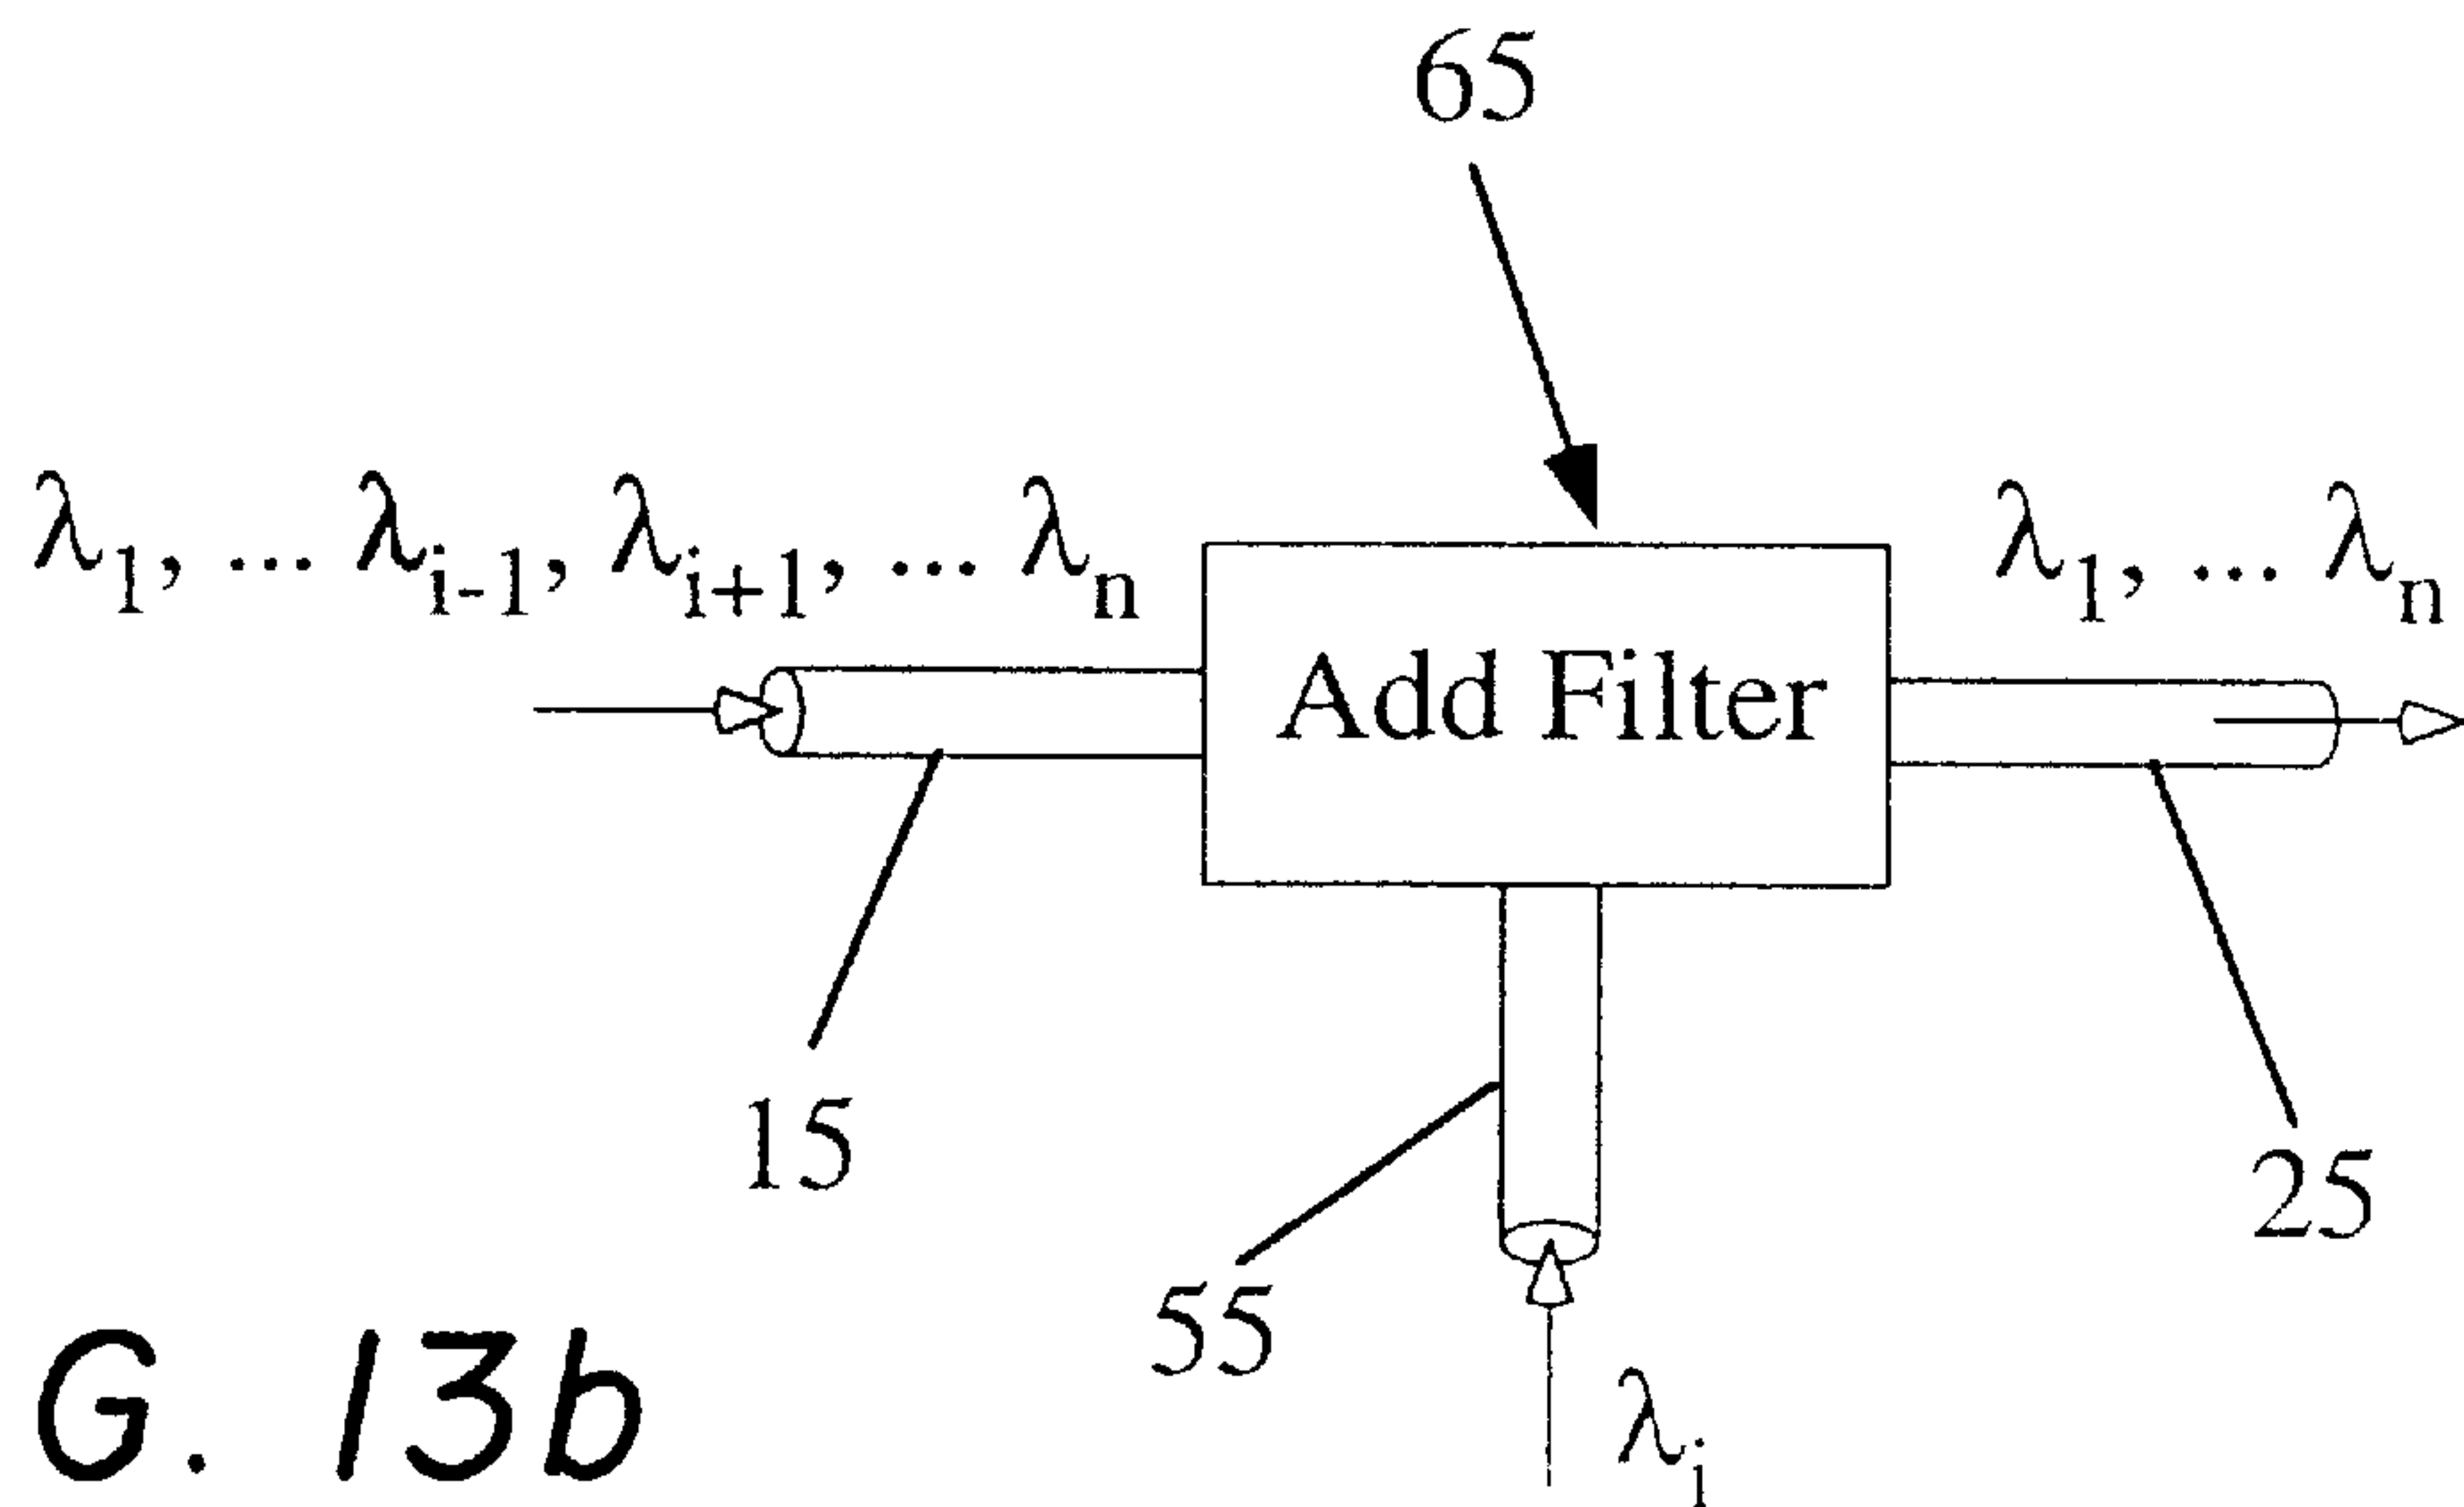 65
λ1, ... λi-1, λi+1, ... λn
λ1, ... λn
Add Filter
15
25
55
λi
G. 13b